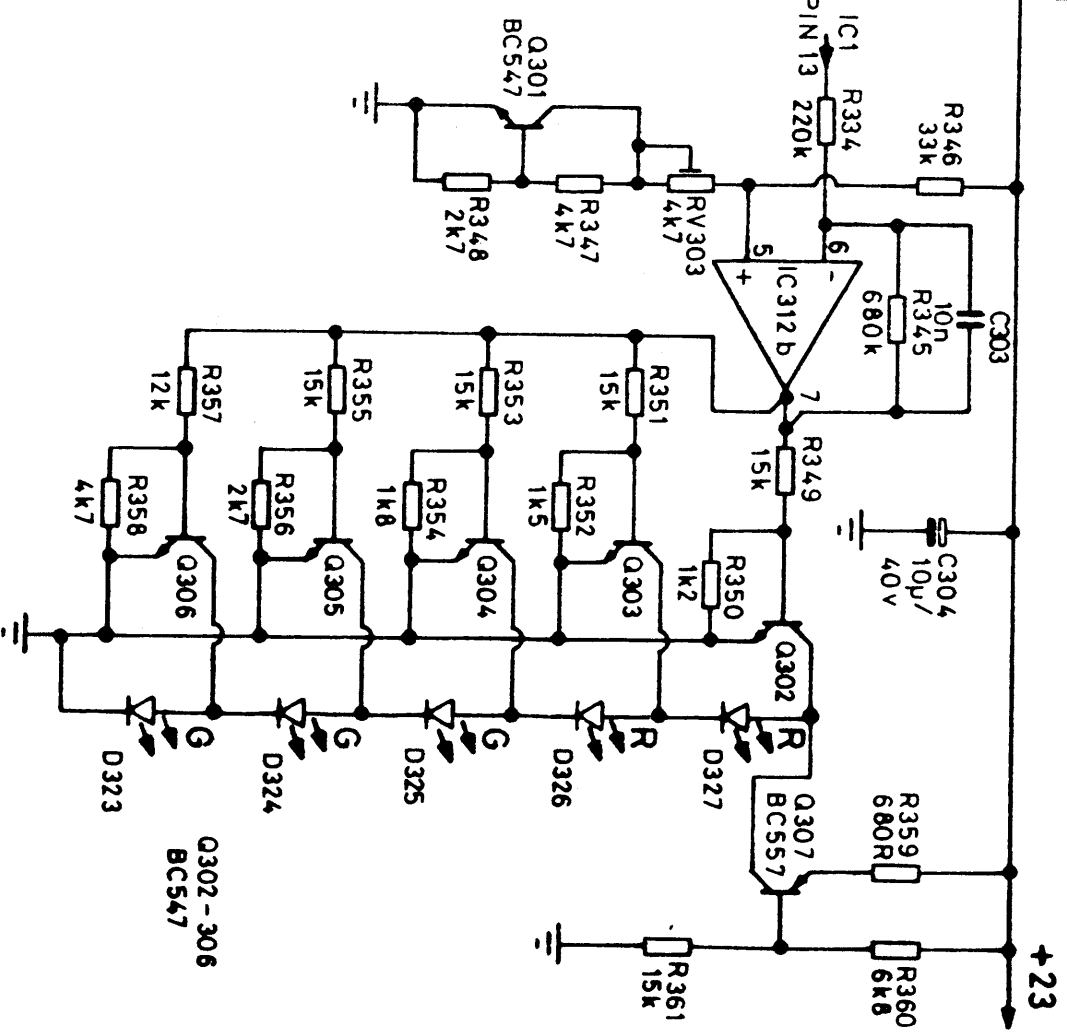 IC1
PIN 13
R334
220k
R346
33k
Q301
BC547
R348
2k7
R347
4k7
RV303
4k7
5
6
+
-
IC312b
7
C303
10n
R345
680k
R349
15k
C304
10µ/
40v
R351
15k
R353
15k
R355
15k
R357
12k
R350
1k2
R352
1k5
R354
1k8
R356
2k7
R358
4k7
Q302
Q303
Q304
Q305
Q306
R
R
G
G
G
D327
D326
D325
D324
D323
Q302-306
BC547
Q307
BC557
R359
680R
R360
6k8
R361
15k
+23